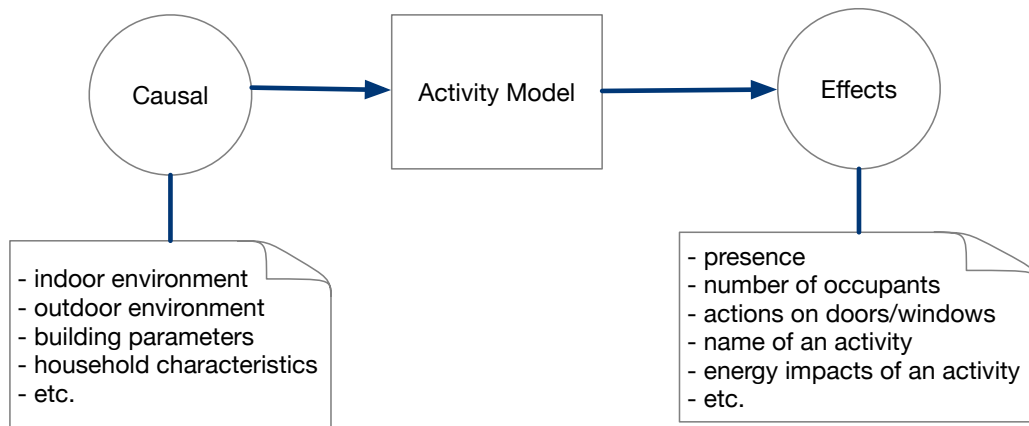 Causal
Activity Model
Effects
- indoor environment
- outdoor environment
- building parameters
- household characteristics
- etc.
- presence
- number of occupants
- actions on doors/windows
- name of an activity
- energy impacts of an activity
- etc.